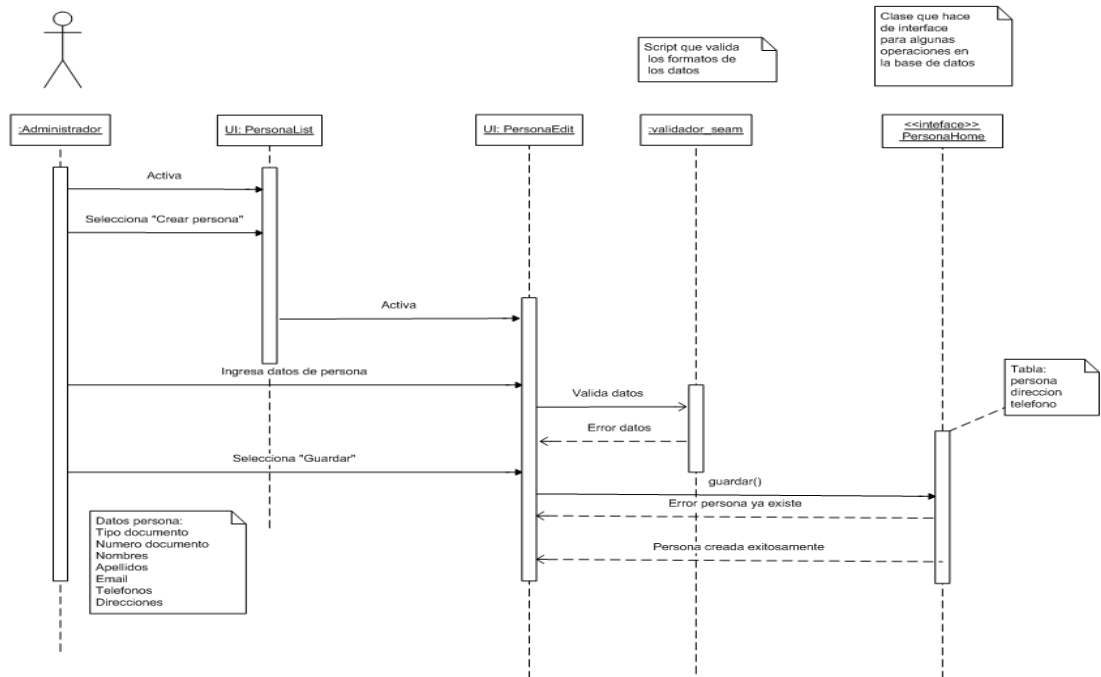 Clase que hace
de interface
para algunas
operaciones en
la base de datos
Script que valida
los formatos de
los datos
:Administrador
UI: PersonaList
UI: PersonaEdit
:validador_seam
<<inteface>>
PersonaHome
Activa
Selecciona "Crear persona"
Activa
Ingresa datos de persona
Valida datos
Tabla:
persona
direccion
telefono
Error datos
Selecciona "Guardar"
guardar()
Error persona ya existe
Persona creada exitosamente
Datos persona:
Tipo documento
Numero documento
Nombres
Apellidos
Email
Telefonos
Direcciones